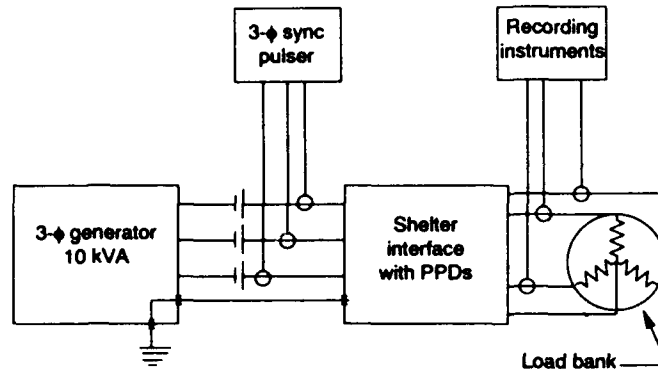 3-ϕ sync
pulser
Recording
instruments
3-ϕ generator
10 kVA
Shelter
interface
with PPDs
Load bank